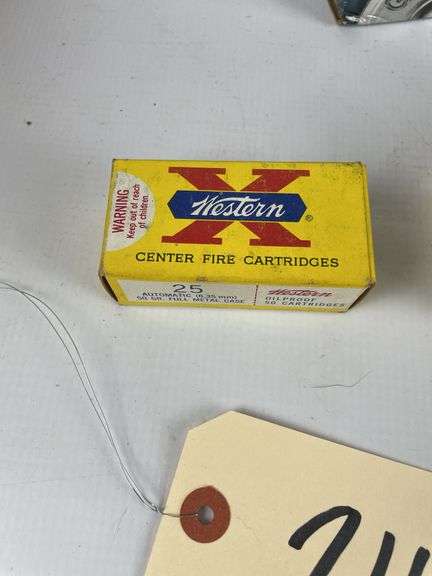 WARNING
Keep out of reach
of children.
X
Western
®
CENTER FIRE CARTRIDGES
25
AUTOMATIC (6.35 mm)
50 GR. FULL METAL CASE
Western
OILPROOF
50 CARTRIDGES